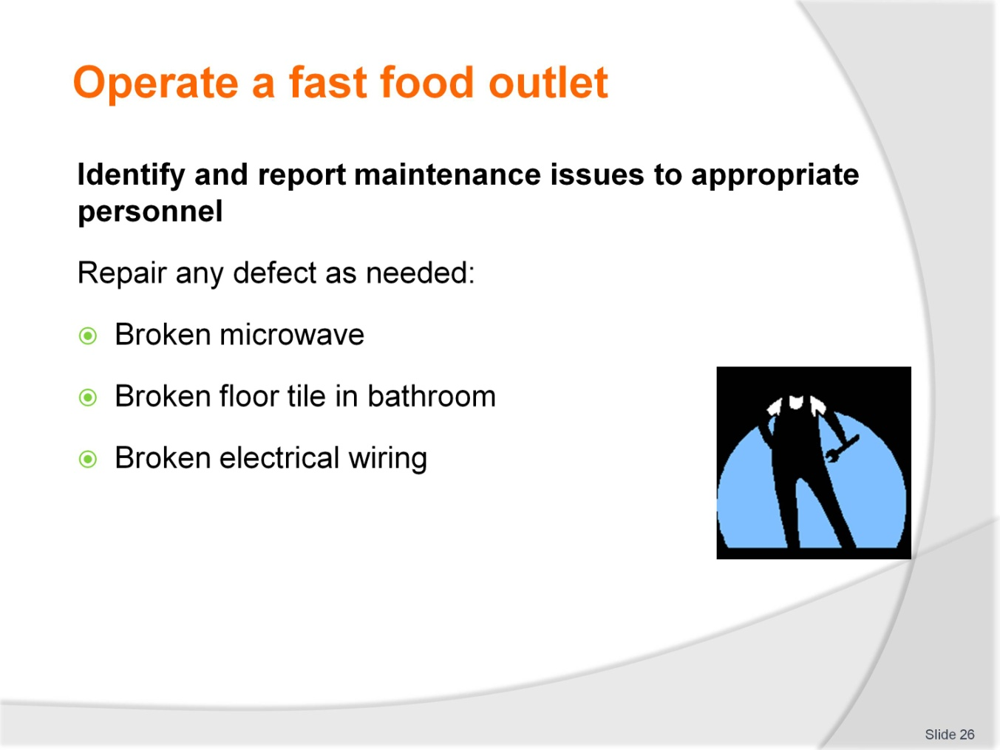 Operate a fast food outlet
Identify and report maintenance issues to appropriate
personnel
Repair any defect as needed:
Broken microwave
Broken floor tile in bathroom
Broken electrical wiring
Slide 26